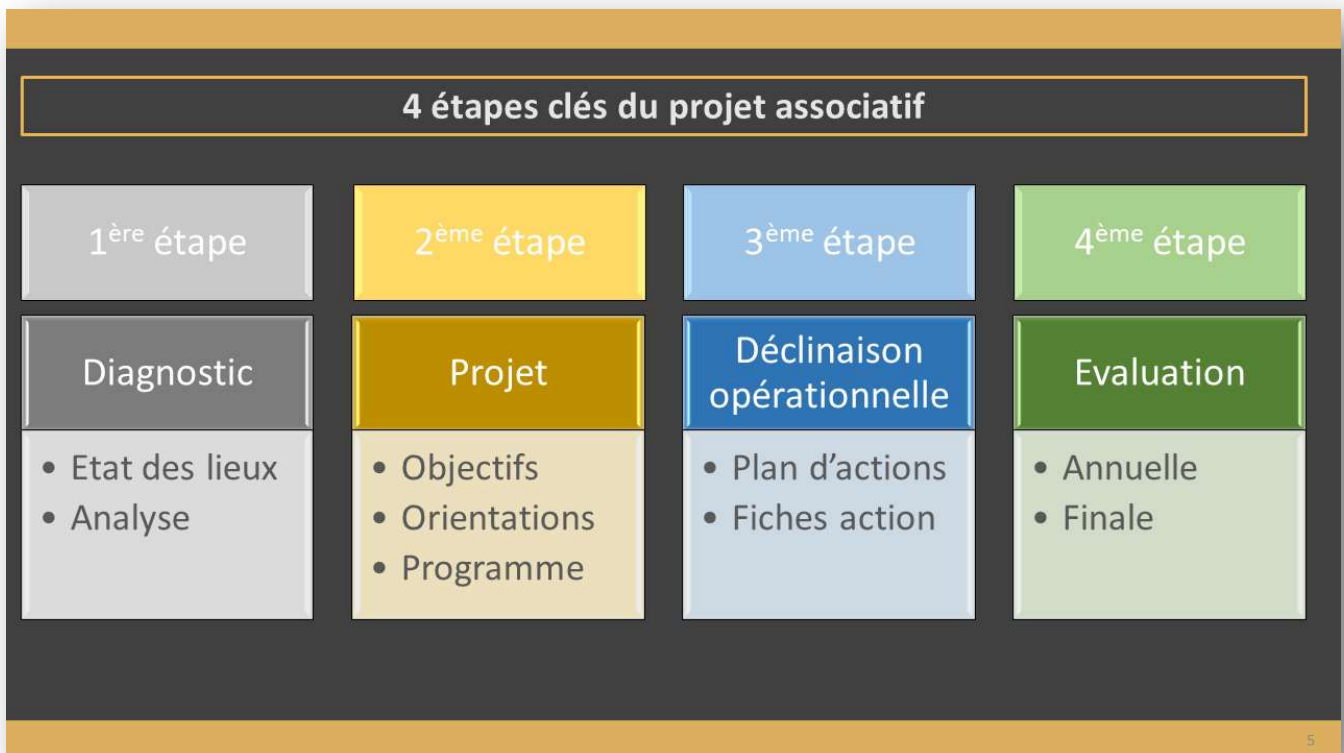 4 étapes clés du projet associatif
1ère étape
2ème étape
3ème étape
4ème étape
Diagnostic
• Etat des lieux
• Analyse
Projet
• Objectifs
• Orientations
• Programme
Déclinaison
opérationnelle
• Plan d’actions
• Fiches action
Evaluation
• Annuelle
• Finale
5